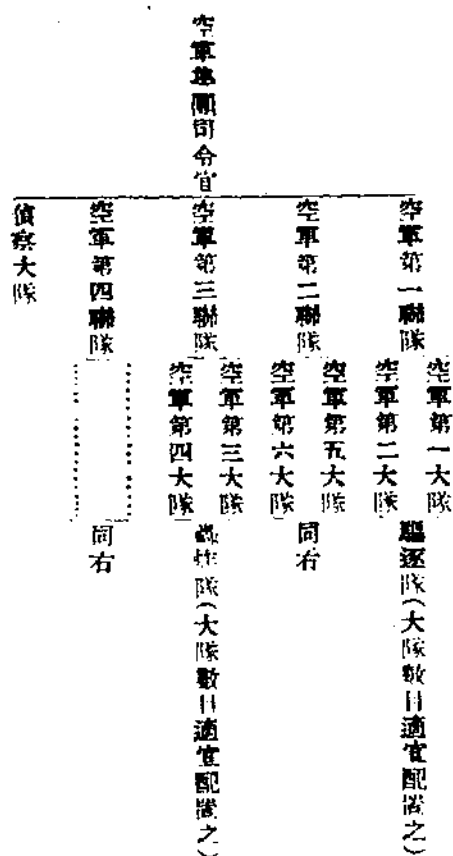 空軍集團司令官
空軍第一聯隊
空軍第一大隊
空軍第二大隊
驅逐隊(大隊數目適宜配置之)
空軍第二聯隊
空軍第五大隊
空軍第六大隊
同右
空軍第三聯隊
空軍第三大隊
空軍第四大隊
轟炸隊(大隊數目適宜配置之)
空軍第四聯隊
同右
偵察大隊